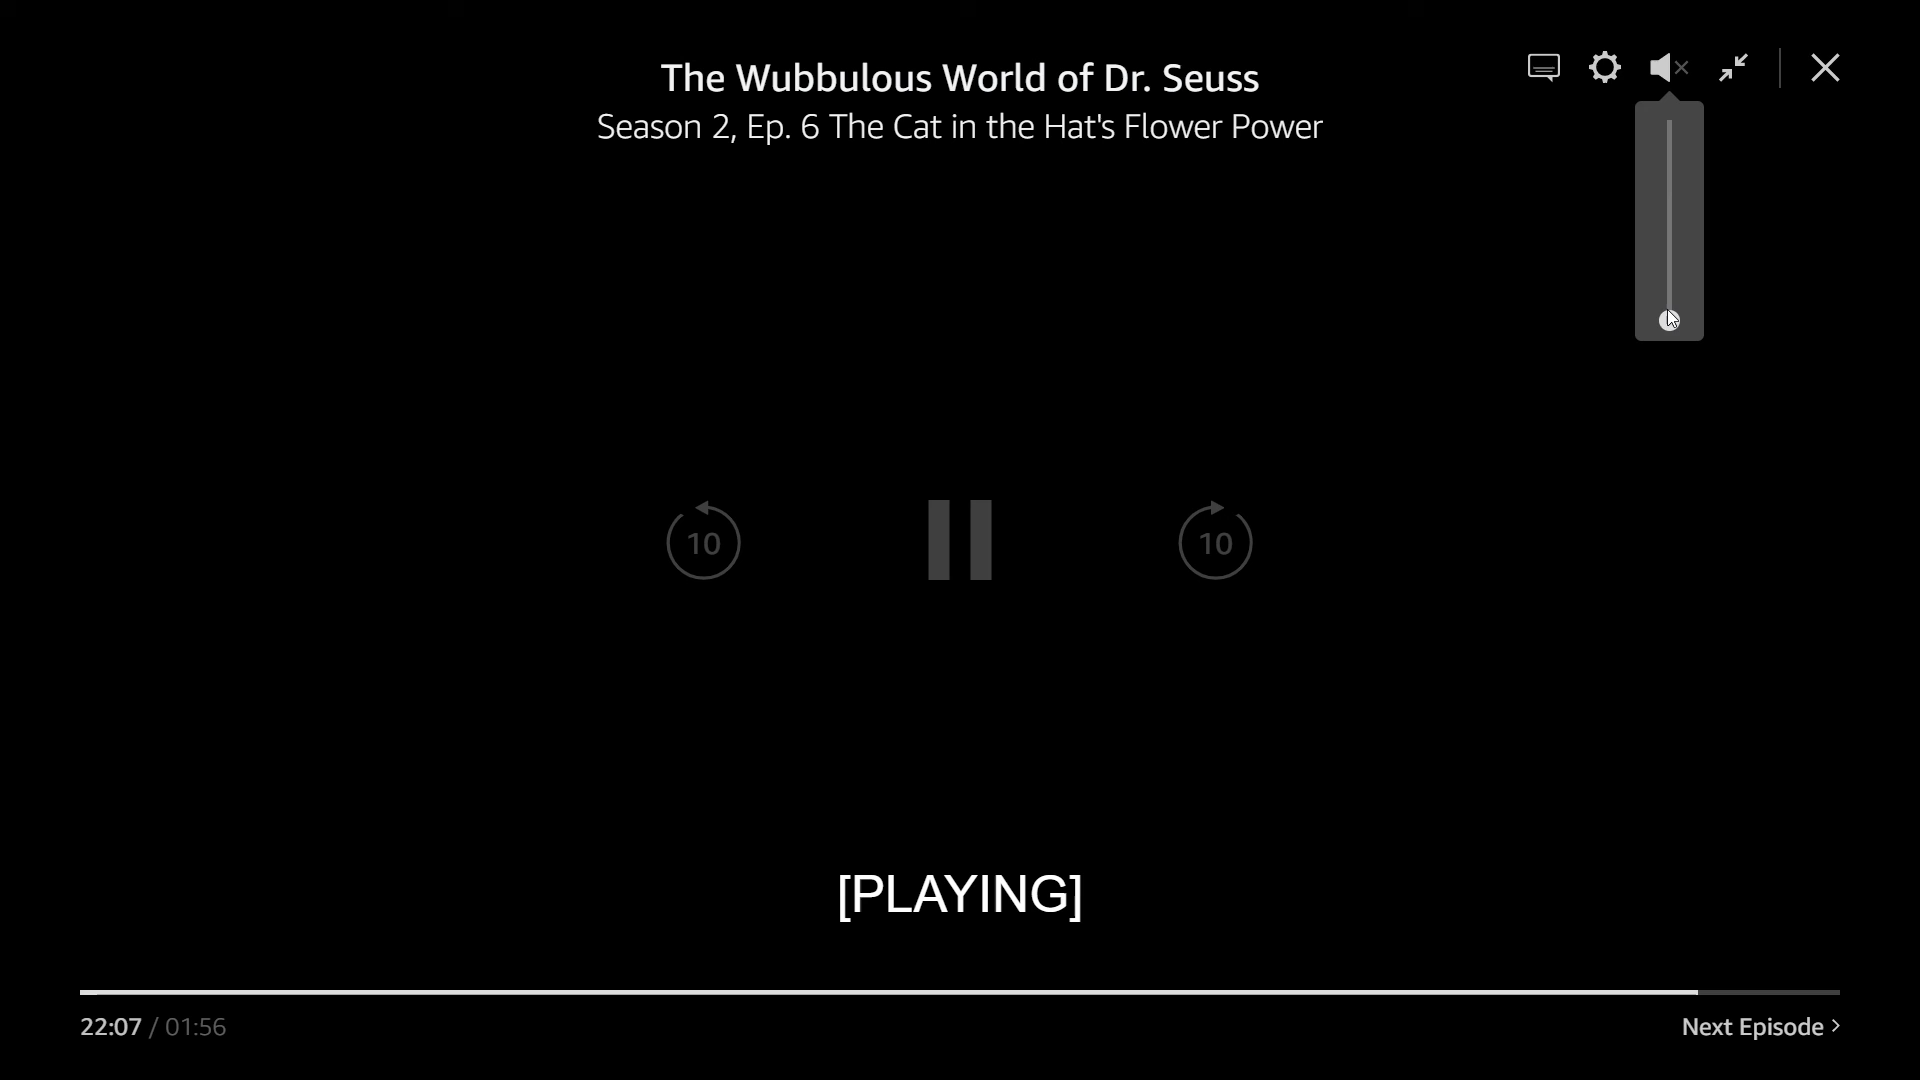 The Wubbulous World of Dr. Seuss
Season 2, Ep. 6 The Cat in the Hat's Flower Power
10
10
[PLAYING]
22:07 / 01:56
Next Episode